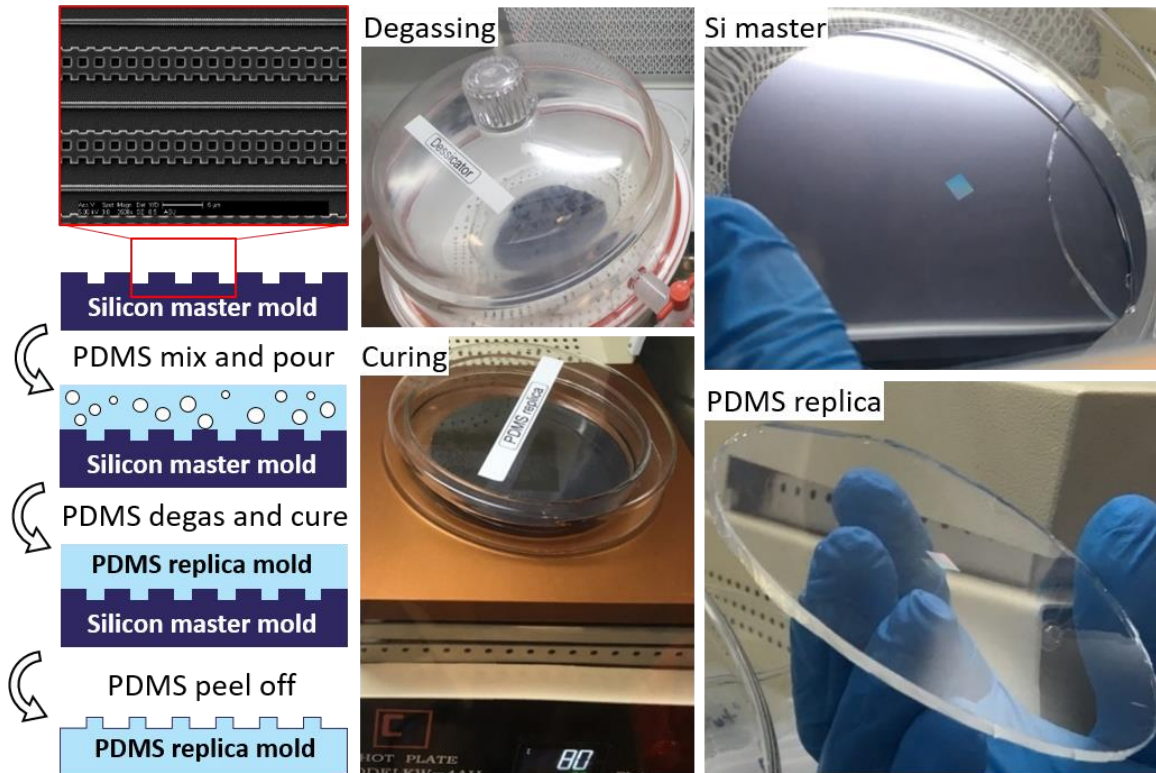 Silicon master mold
PDMS mix and pour
Silicon master mold
PDMS degas and cure
PDMS replica mold
Silicon master mold
PDMS peel off
PDMS replica mold
Degassing
Dessicator
Curing
PDMS replica
HOT PLATE
80
Si master
PDMS replica